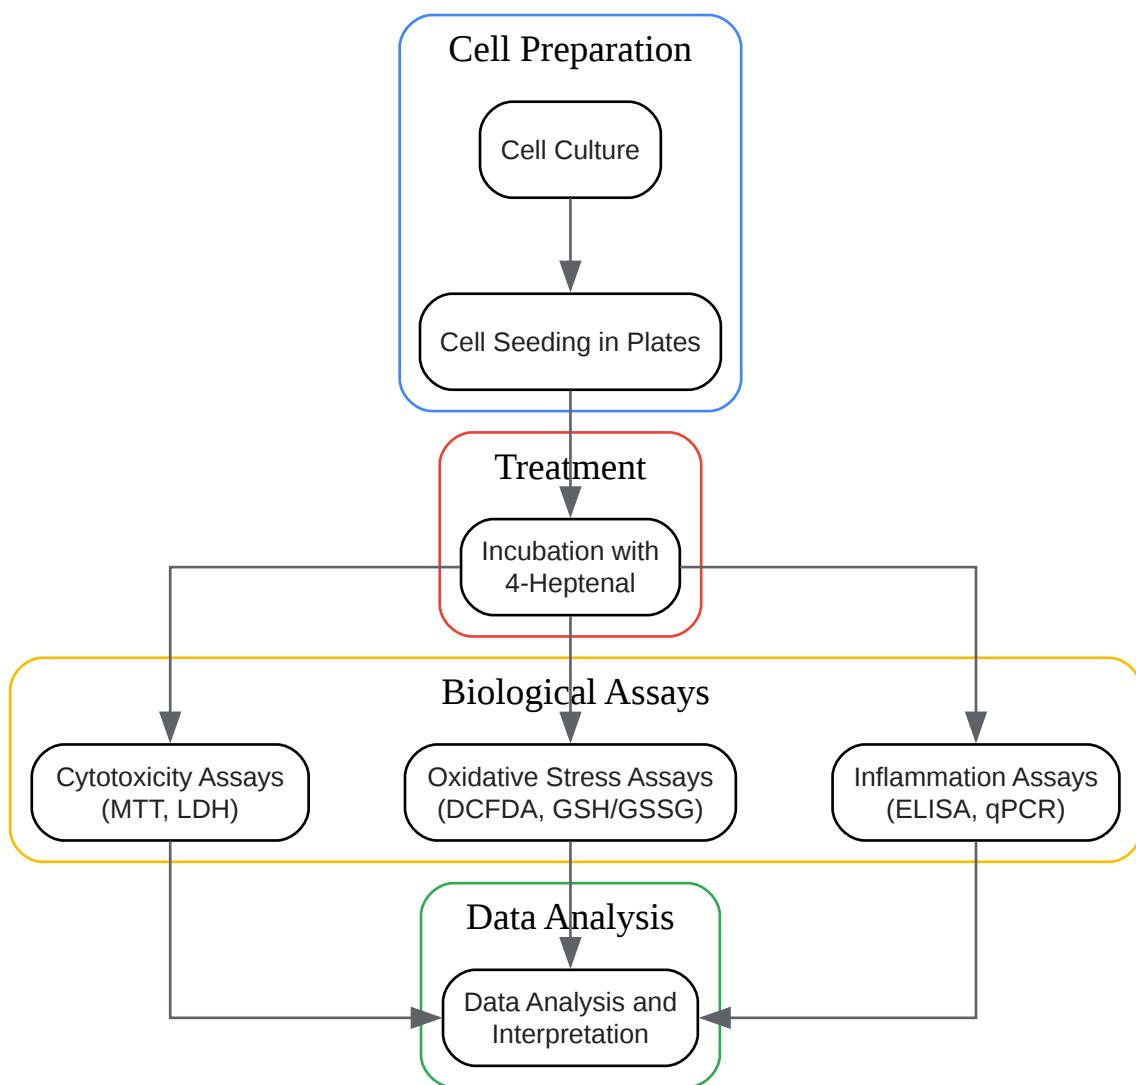 Cell Preparation
Cell Culture
Cell Seeding in Plates
Treatment
Incubation with
4-Heptenal
Biological Assays
Cytotoxicity Assays
(MTT, LDH)
Oxidative Stress Assays
(DCFDA, GSH/GSSG)
Inflammation Assays
(ELISA, qPCR)
Data Analysis
Data Analysis and
Interpretation